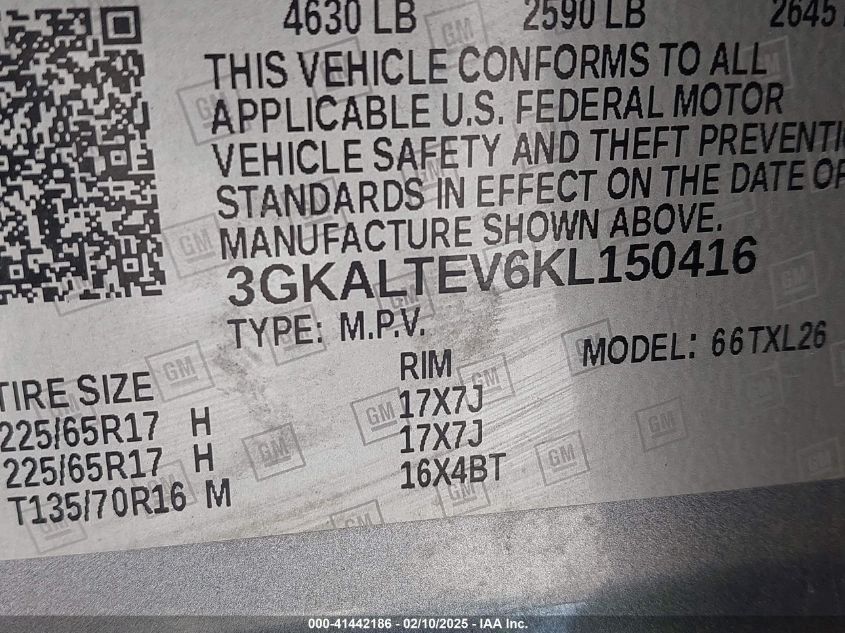 4630 LB 2590 LB 2645
THIS VEHICLE CONFORMS TO ALL
APPLICABLE U.S. FEDERAL MOTOR
VEHICLE SAFETY AND THEFT PREVENTI
STANDARDS IN EFFECT ON THE DATE OF
MANUFACTURE SHOWN ABOVE.
3GKALTEV6KL150416
TYPE: M.P.V. MODEL: 66TXL26
TIRE SIZE RIM
225/65R17 H 17X7J
225/65R17 H 17X7J
T135/70R16 M 16X4BT
000-41442186 - 02/10/2025 - IAA Inc.